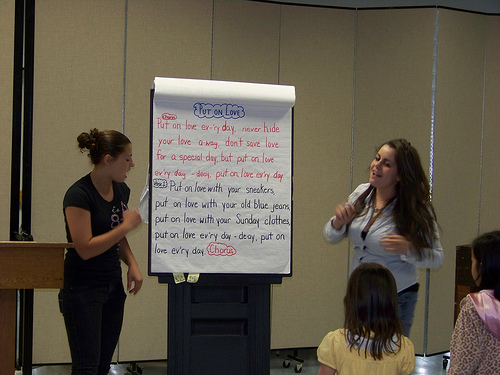 PUT ON LOVE
Chorus
Put on love ev'ry day, never hide
your love a-way, don't save love
for a special day, but put on love
ev'ry day - deay, put on love ev'ry day.
Put on love with your sneakers,
put on love with your old blue jeans,
put on love with your Sunday clothes,
put on love ev'ry day - deay, put on
love ev'ry day. Chorus